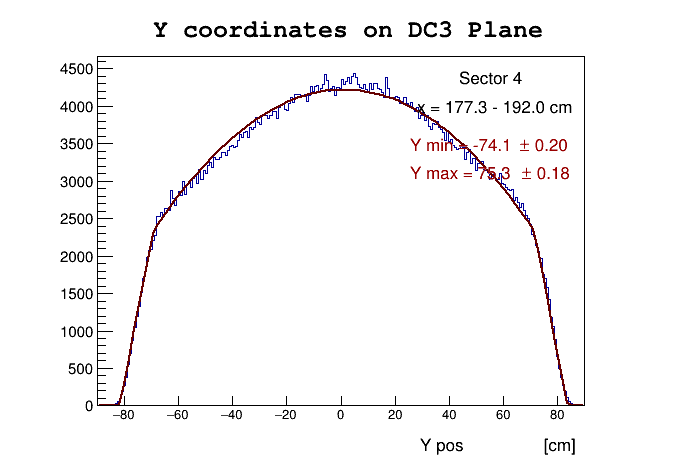 Y coordinates on DC3 Plane
Sector 4
x = 177.3 - 192.0 cm
Y min = -74.1 ± 0.20
Y max = 75.3 ± 0.18
4500
4000
3500
3000
2500
2000
1500
1000
500
0
−80 −60 −40 −20 0 20 40 60 80
Y pos [cm]